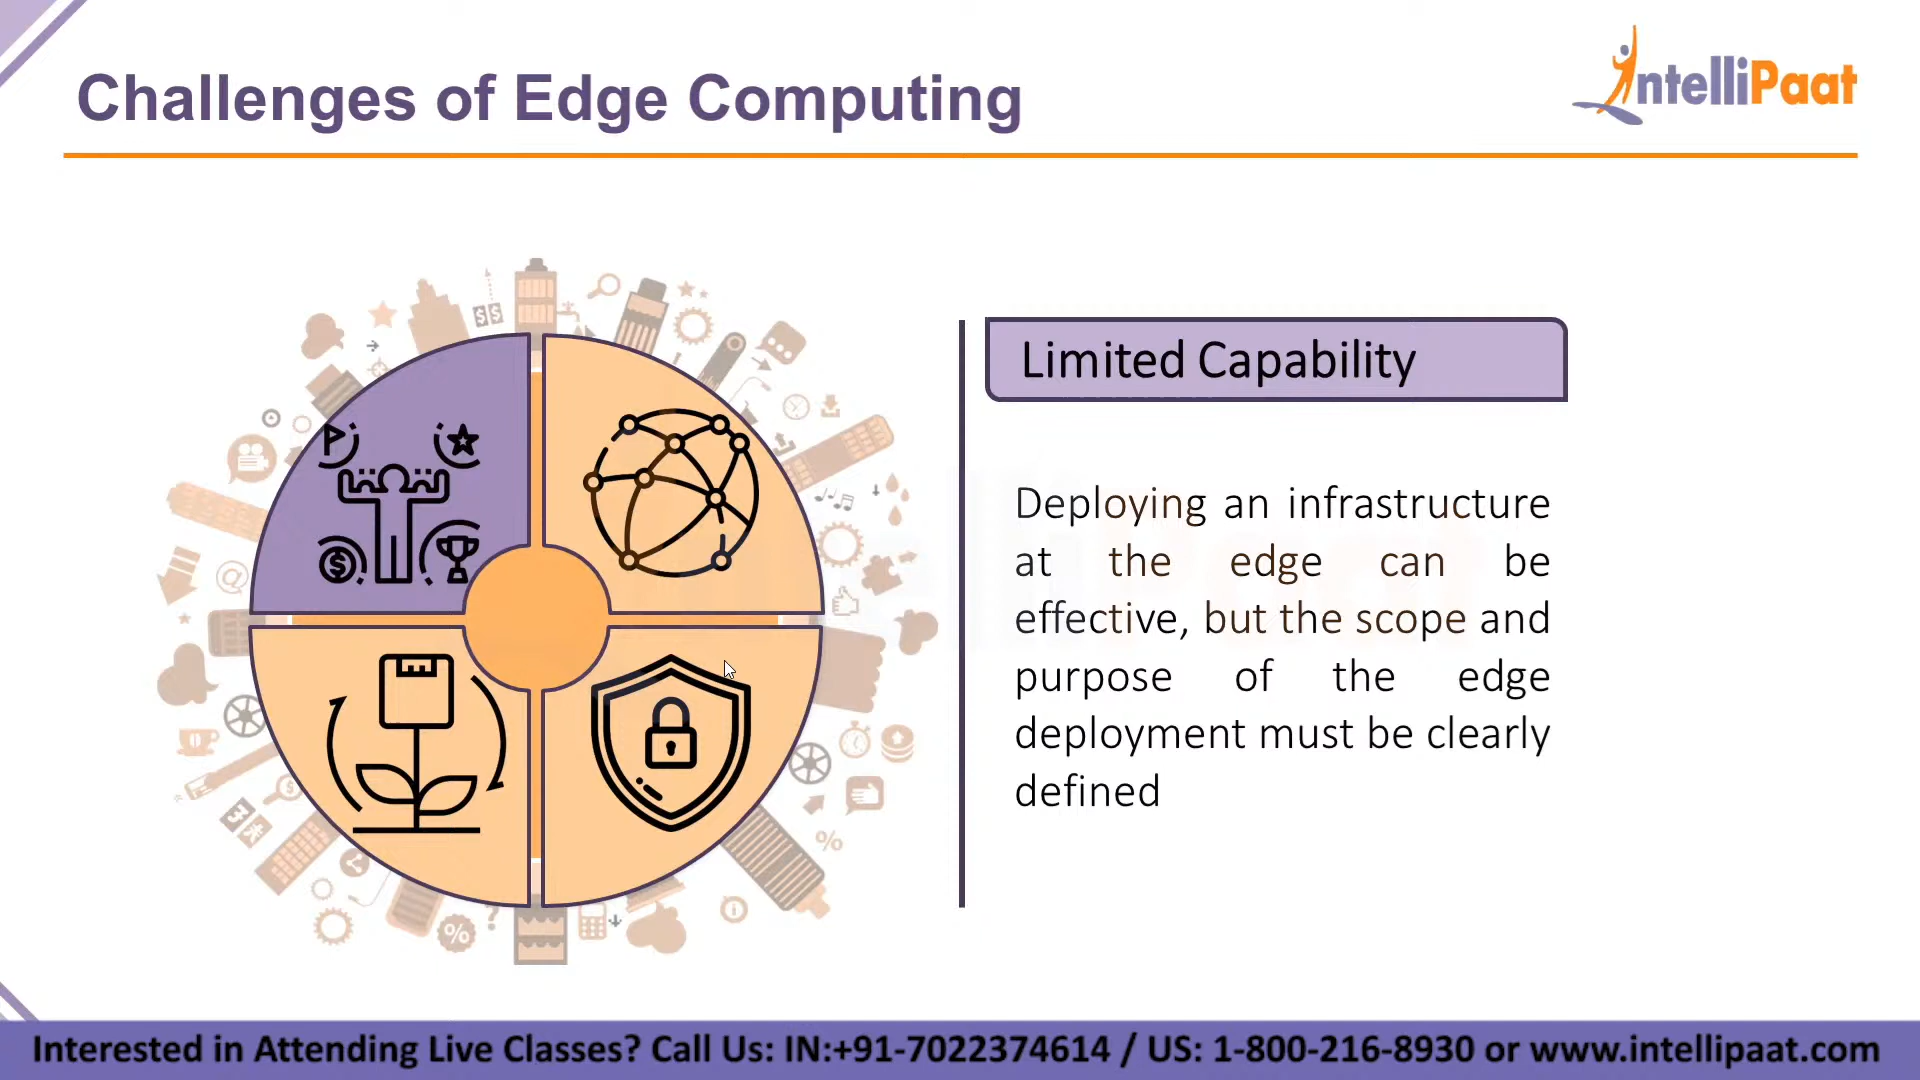 Challenges of Edge Computing
IntelliPaat
Limited Capability
Deploying an infrastructure
at the edge can be
effective, but the scope and
purpose of the edge
deployment must be clearly
defined
Interested in Attending Live Classes? Call Us: IN:+91-7022374614 / US: 1-800-216-8930 or www.intellipaat.com